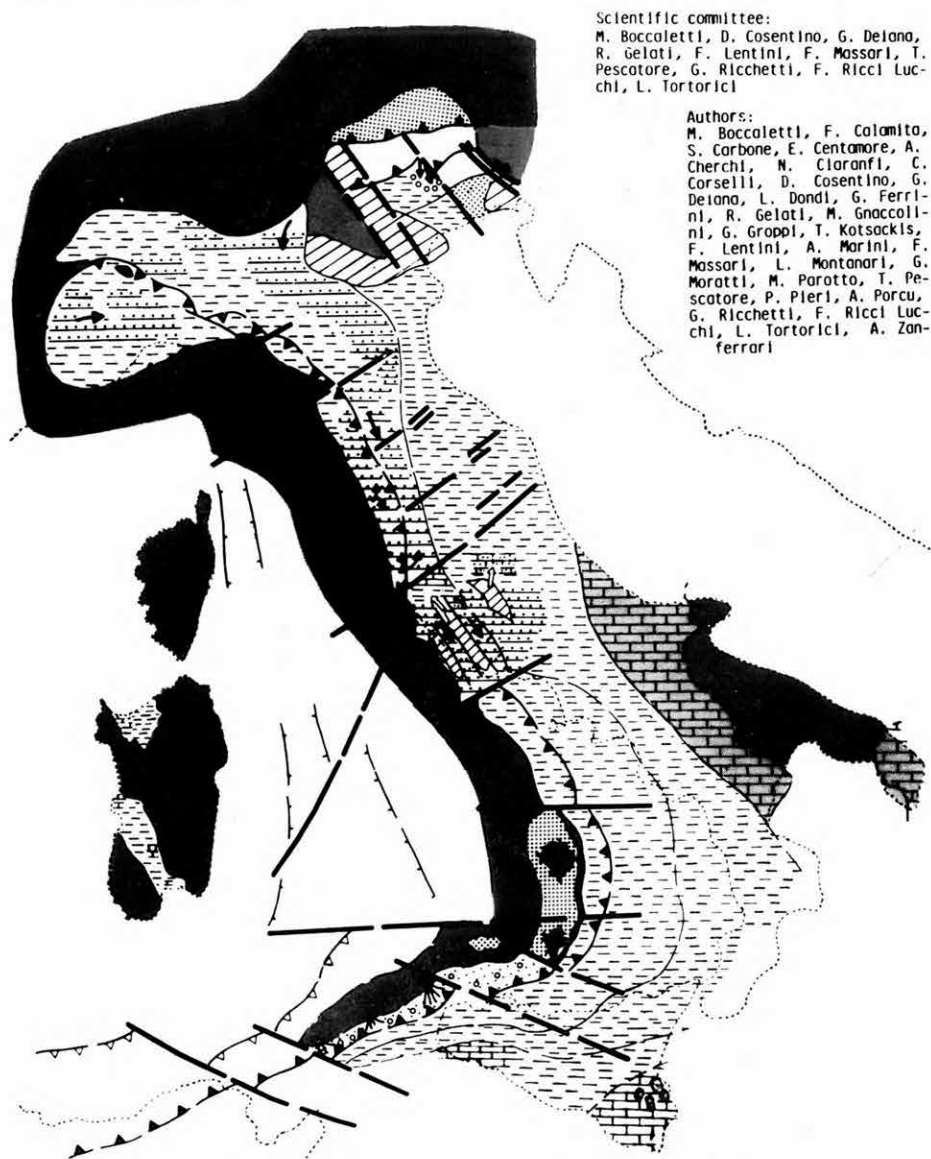 Scientific committee:
M. Boccaletti, D. Cosentino, G. Deiana,
R. Gelati, F. Lentini, F. Massari, T.
Pescatore, G. Ricchetti, F. Ricci Luc-
chi, L. Tortorici
Authors:
M. Boccaletti, F. Calamita,
S. Carbone, E. Centamore, A.
Cherchi, N. Ciaranfi, C.
Corselli, D. Cosentino, G.
Deiana, L. Dondi, G. Ferri-
ni, R. Gelati, M. Gnaccoli-
ni, G. Groppi, T. Kotsackis,
F. Lentini, A. Marini, F.
Massari, L. Montanari, G.
Moratti, M. Parotto, T. Pe-
scatore, P. Pieri, A. Porcu,
G. Ricchetti, F. Ricci Luc-
chi, L. Tortorici, A. Zan-
ferrari